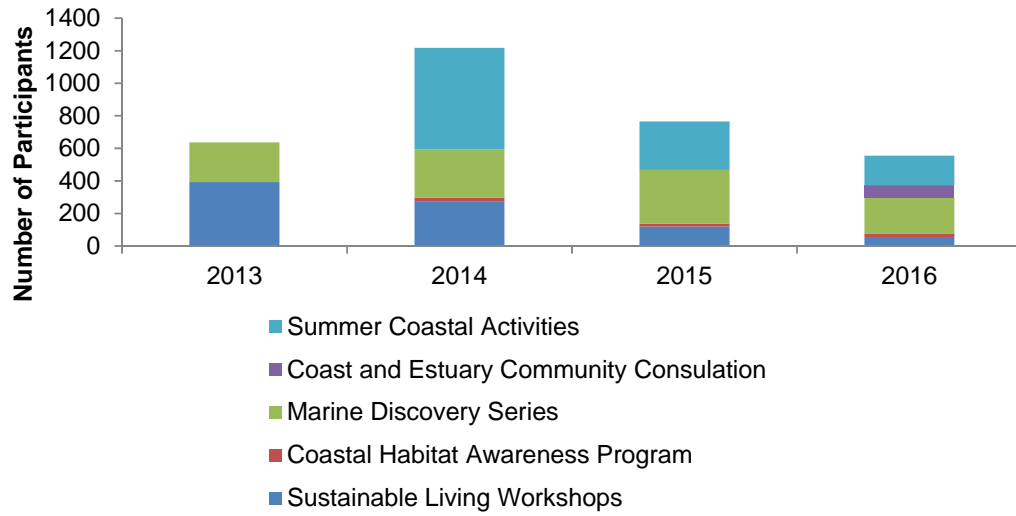 Number of Participants
1400
1200
1000
800
600
400
200
0
2013 2014 2015 2016
Summer Coastal Activities
Coast and Estuary Community Consulation
Marine Discovery Series
Coastal Habitat Awareness Program
Sustainable Living Workshops